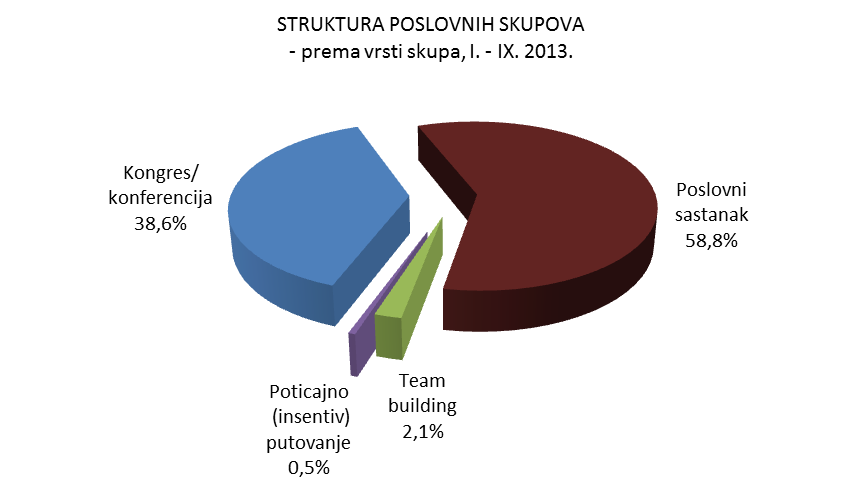 STRUKTURA POSLOVNIH SKUPOVA
- prema vrsti skupa, I. - IX. 2013.
Kongres/
konferencija
38,6%
Poslovni
sastanak
58,8%
Team
building
2,1%
Poticajno
(insentiv)
putovanje
0,5%